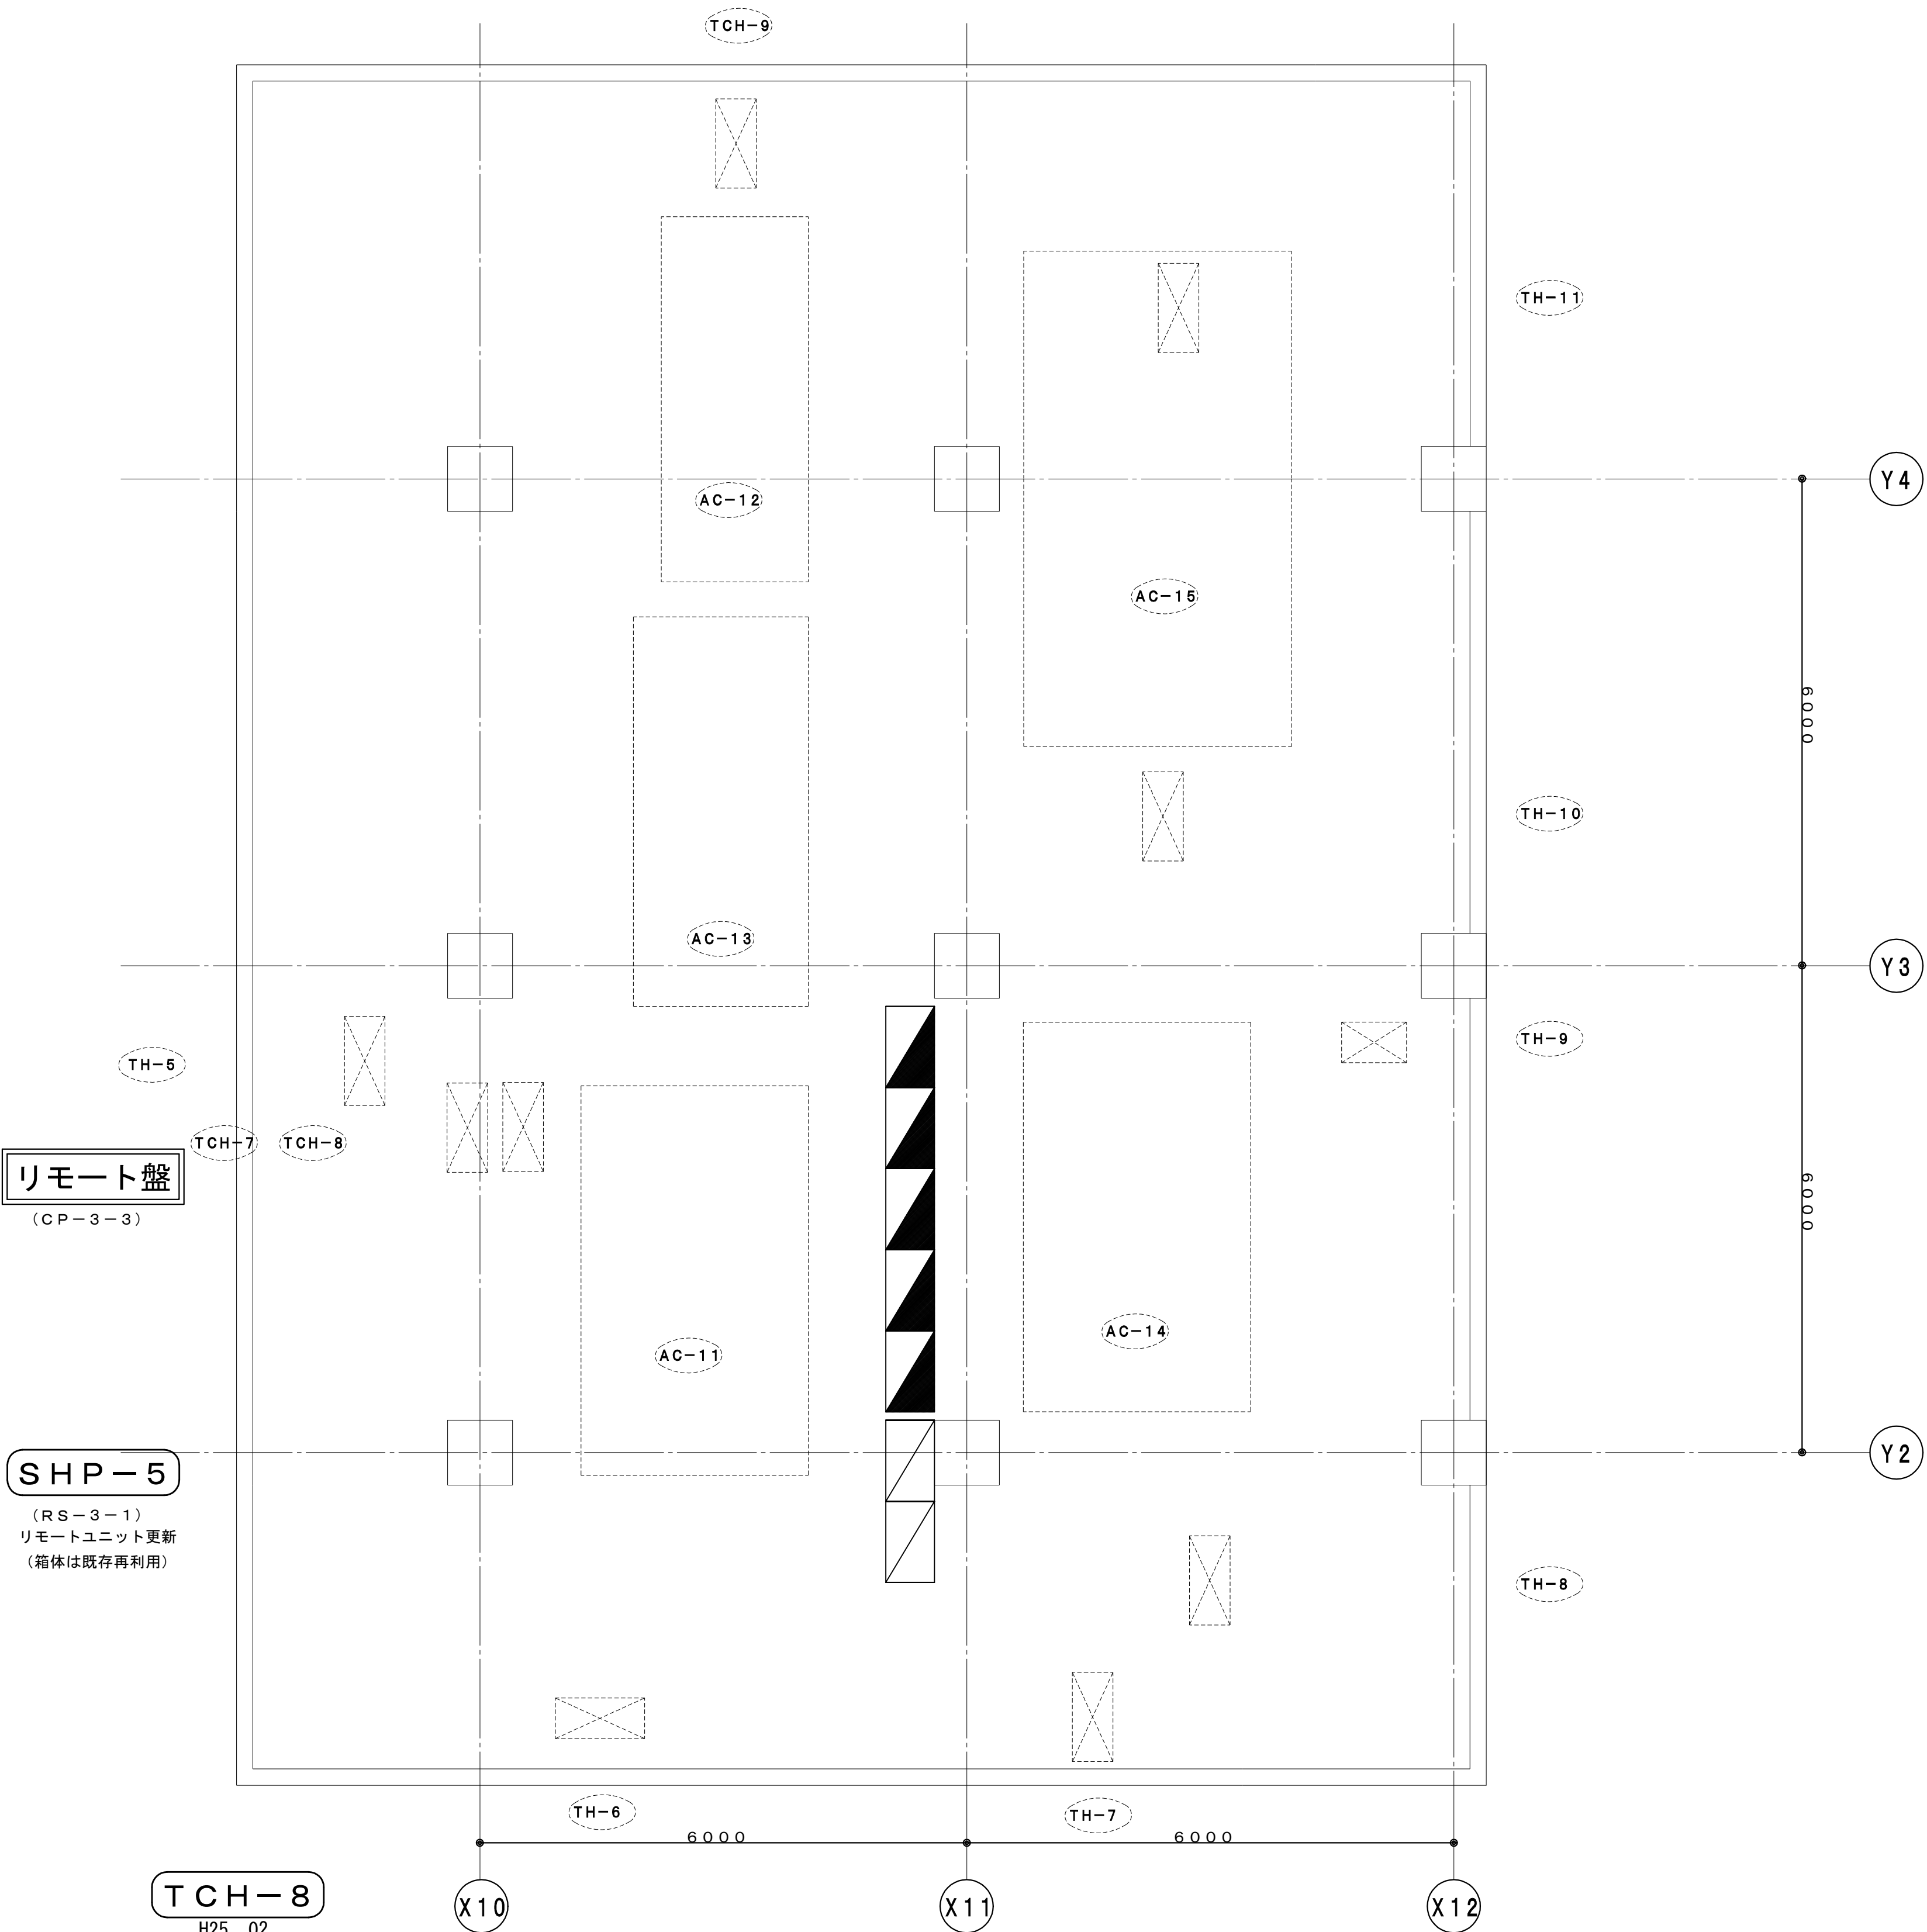 TCH-9
TH-11
Y4
AC-12
AC-15
6000
TH-10
AC-13
Y3
TH-9
TH-5
TCH-7
TCH-8
リモート盤
(CP-3-3)
6000
AC-14
AC-11
Y2
SHP-5
(RS-3-1)
リモートユニット更新
(箱体は既存再利用)
TH-8
TH-6
TH-7
6000
6000
TCH-8
H25. 02
X10
X11
X12